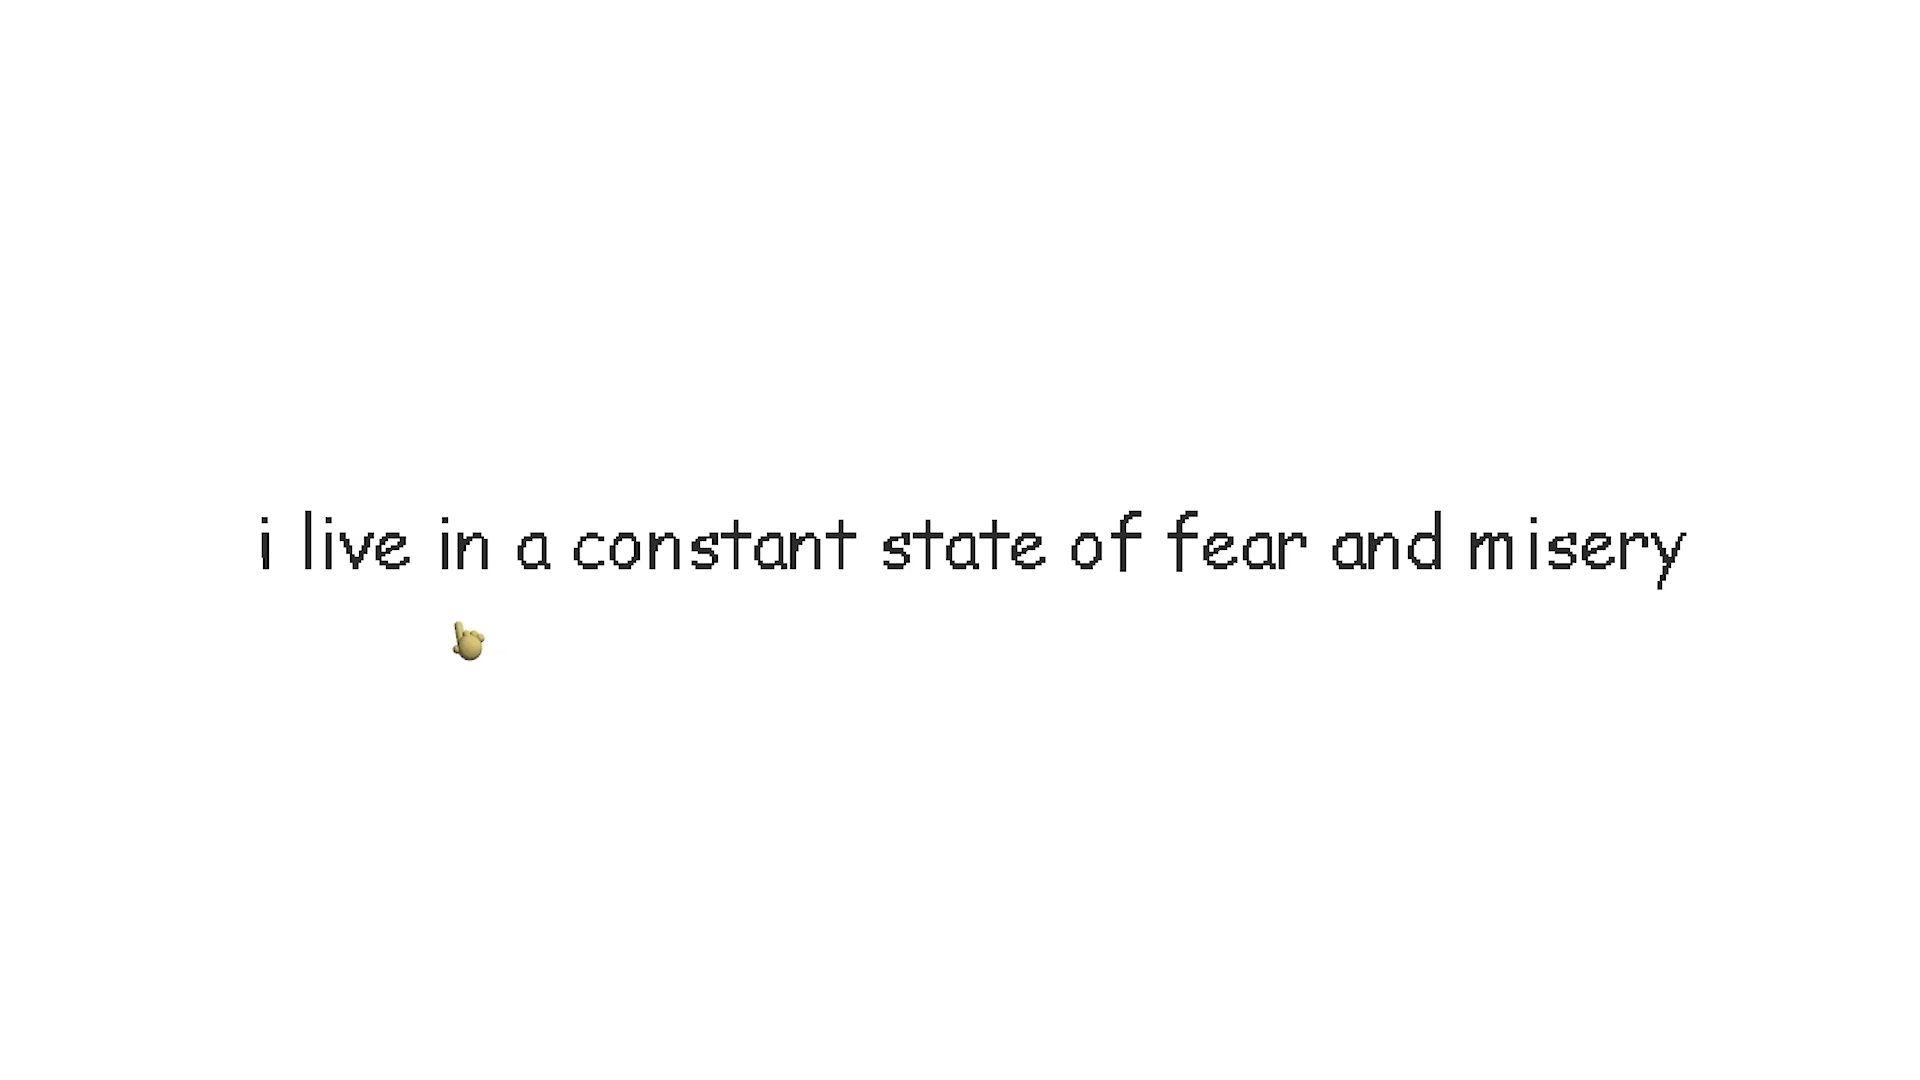 i live in a constant state of fear and misery